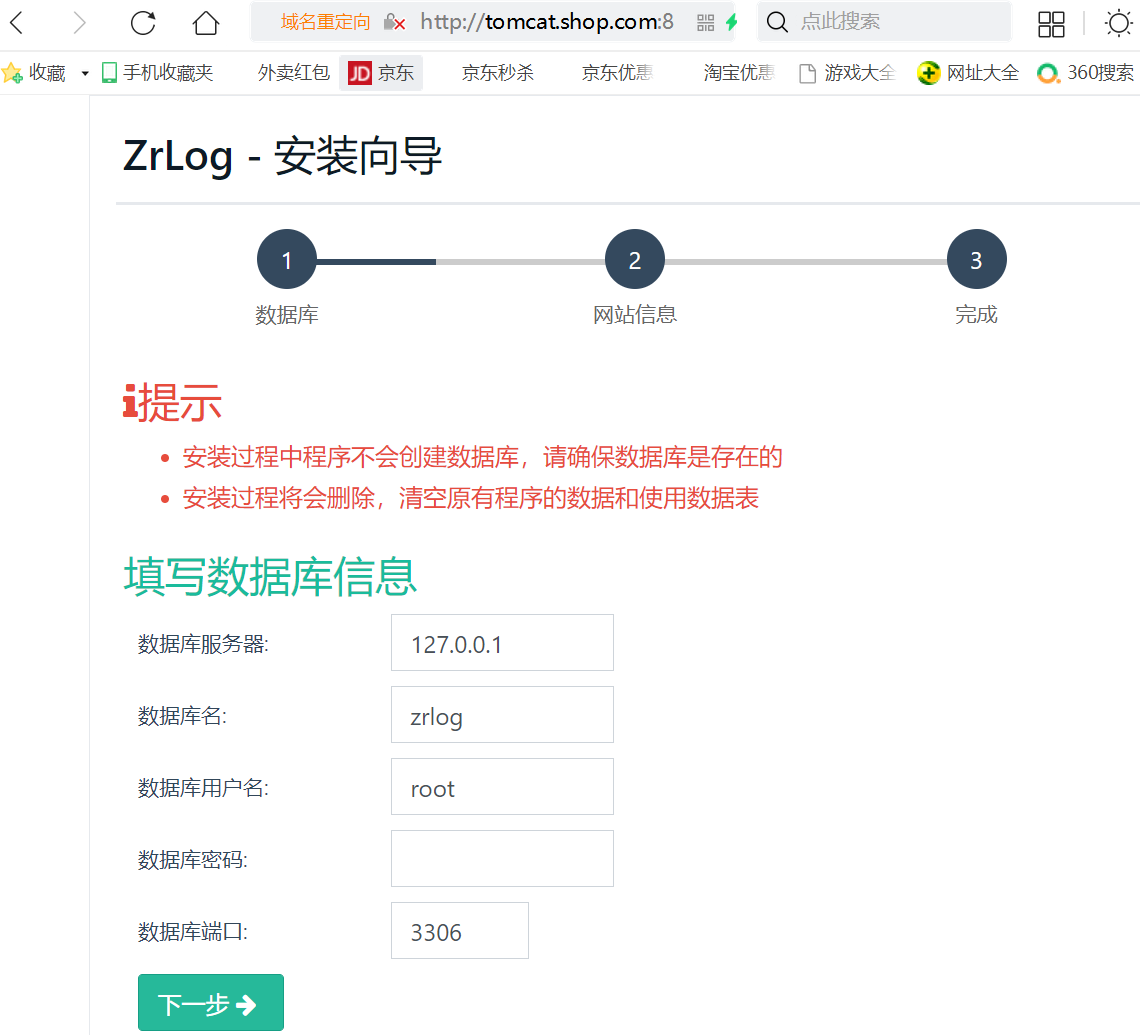 域名重定向 http://tomcat.shop.com:8 点此搜索
收藏 手机收藏夹 外卖红包 JD 京东 京东秒杀 京东优惠 淘宝优惠 游戏大全 网址大全 360搜索
ZrLog - 安装向导
1 2 3
数据库 网站信息 完成
提示
安装过程中程序不会创建数据库，请确保数据库是存在的
安装过程将会删除，清空原有程序的数据和使用数据表
填写数据库信息
数据库服务器: 127.0.0.1
数据库名: zrlog
数据库用户名: root
数据库密码:
数据库端口: 3306
下一步